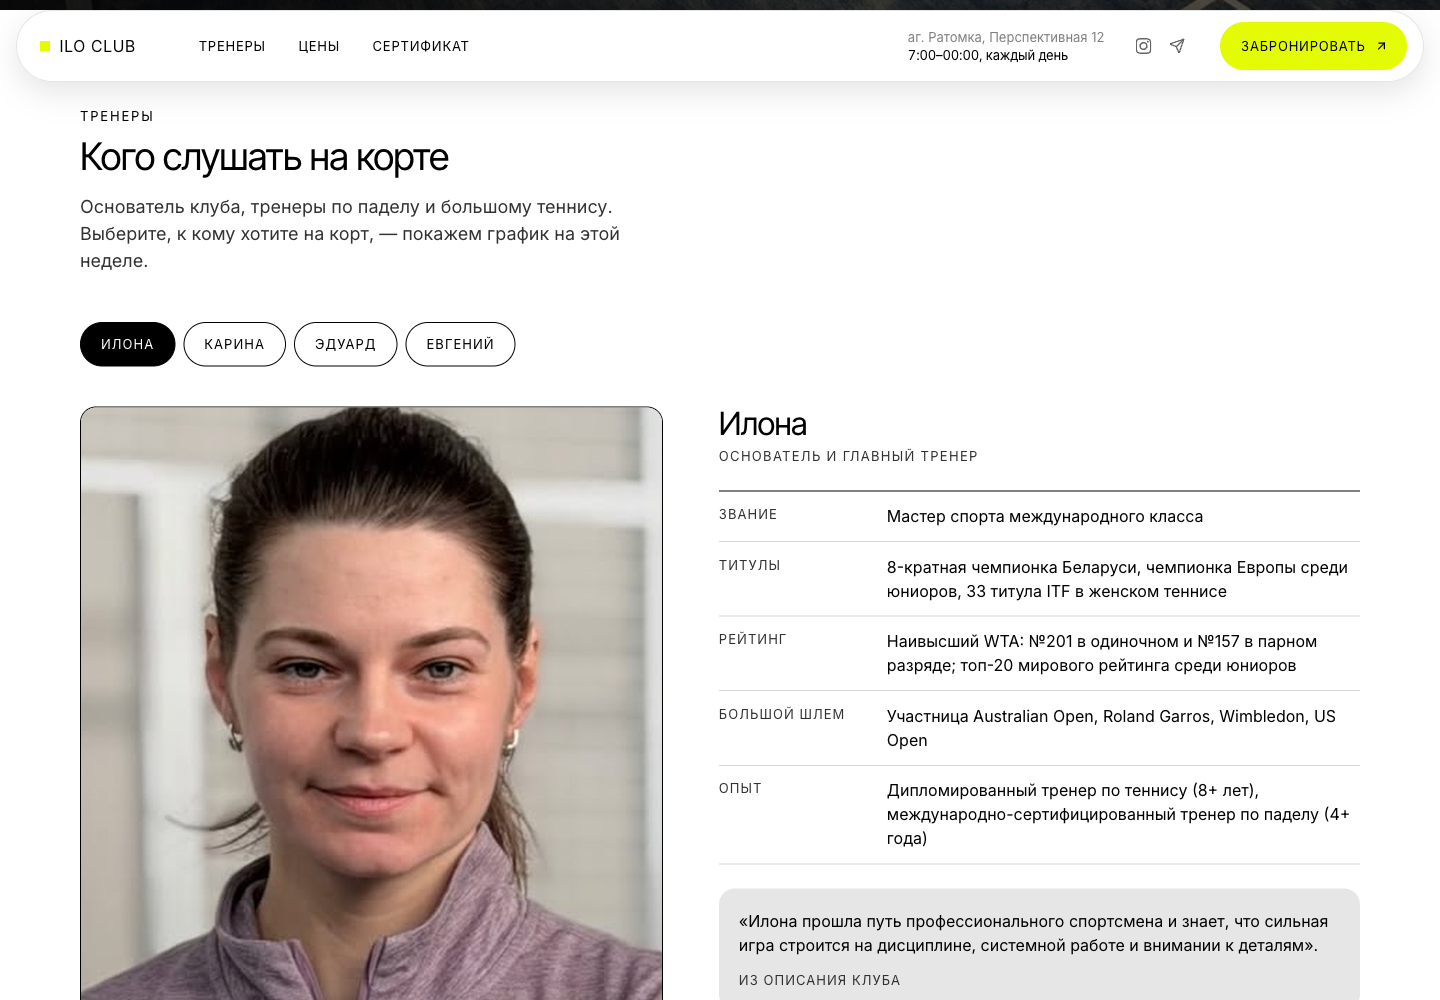 ILO CLUB
ТРЕНЕРЫ
ЦЕНЫ
СЕРТИФИКАТ
аг. Ратомка, Перспективная 12
7:00–00:00, каждый день
ЗАБРОНИРОВАТЬ
ТРЕНЕРЫ
Кого слушать на корте
Основатель клуба, тренеры по паделу и большому теннису.
Выберите, к кому хотите на корт, — покажем график на этой
неделе.
ИЛОНА
КАРИНА
ЭДУАРД
ЕВГЕНИЙ
Илона
ОСНОВАТЕЛЬ И ГЛАВНЫЙ ТРЕНЕР
ЗВАНИЕ
Мастер спорта международного класса
ТИТУЛЫ
8-кратная чемпионка Беларуси, чемпионка Европы среди
юниоров, 33 титула ITF в женском теннисе
РЕЙТИНГ
Наивысший WTA: №201 в одиночном и №157 в парном
разряде; топ-20 мирового рейтинга среди юниоров
БОЛЬШОЙ ШЛЕМ
Участница Australian Open, Roland Garros, Wimbledon, US
Open
ОПЫТ
Дипломированный тренер по теннису (8+ лет),
международно-сертифицированный тренер по паделу (4+
года)
«Илона прошла путь профессионального спортсмена и знает, что сильная
игра строится на дисциплине, системной работе и внимании к деталям».
ИЗ ОПИСАНИЯ КЛУБА